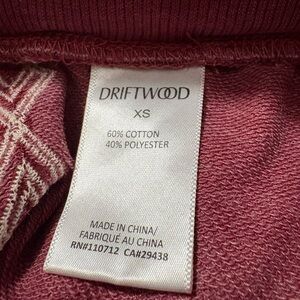 DRIFTWOOD
XS
60% COTTON
40% POLYESTER
MADE IN CHINA/
FABRIQUÉ AU CHINA
RN#110712 CA#29438